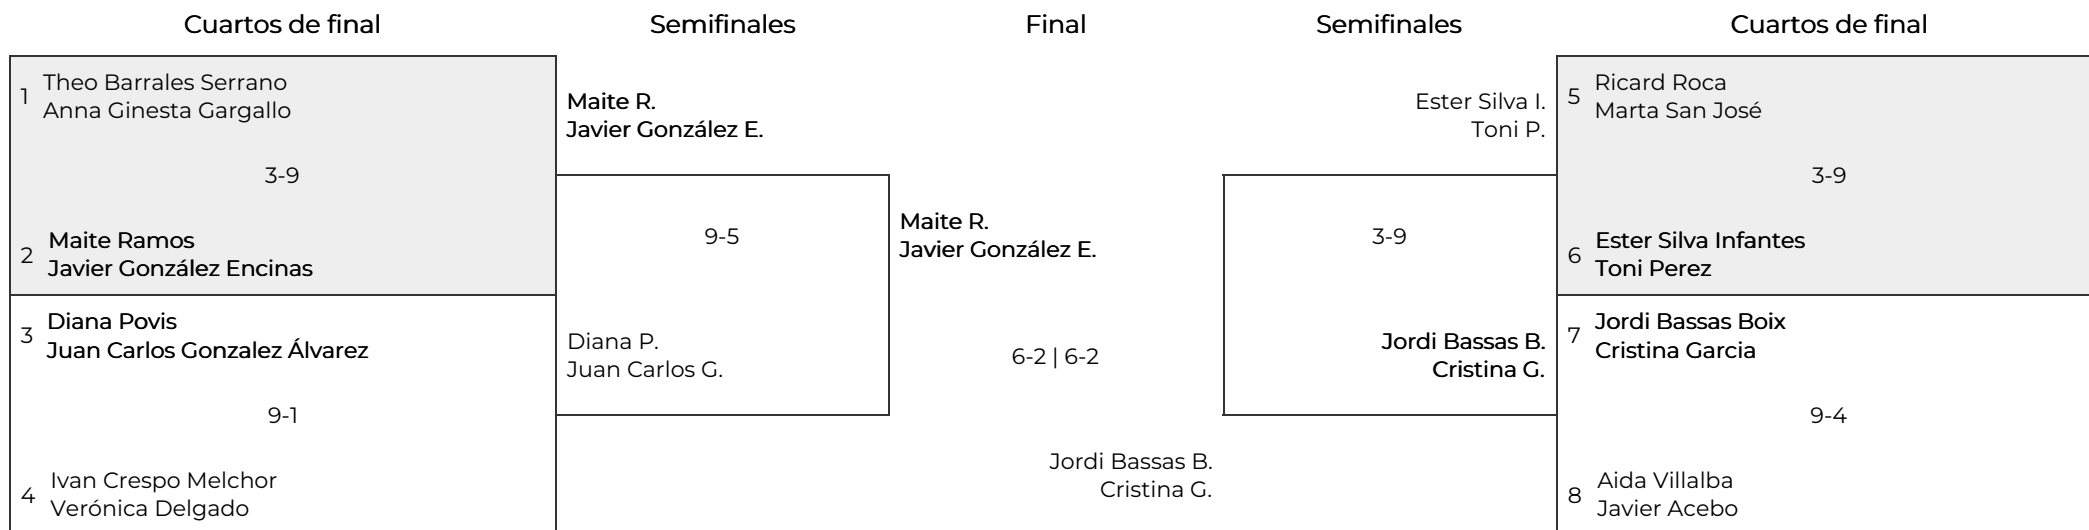 Cuartos de final
Semifinales
Final
Semifinales
Cuartos de final
1
Theo Barrales Serrano
Anna Ginesta Gargallo
3-9
2
Maite Ramos
Javier González Encinas
3
Diana Povis
Juan Carlos Gonzalez Álvarez
9-1
4
Ivan Crespo Melchor
Verónica Delgado
Maite R.
Javier González E.
9-5
Diana P.
Juan Carlos G.
Maite R.
Javier González E.
6-2 | 6-2
Jordi Bassas B.
Cristina G.
Ester Silva I.
Toni P.
3-9
Jordi Bassas B.
Cristina G.
5
Ricard Roca
Marta San José
3-9
6
Ester Silva Infantes
Toni Perez
7
Jordi Bassas Boix
Cristina Garcia
9-4
8
Aida Villalba
Javier Acebo